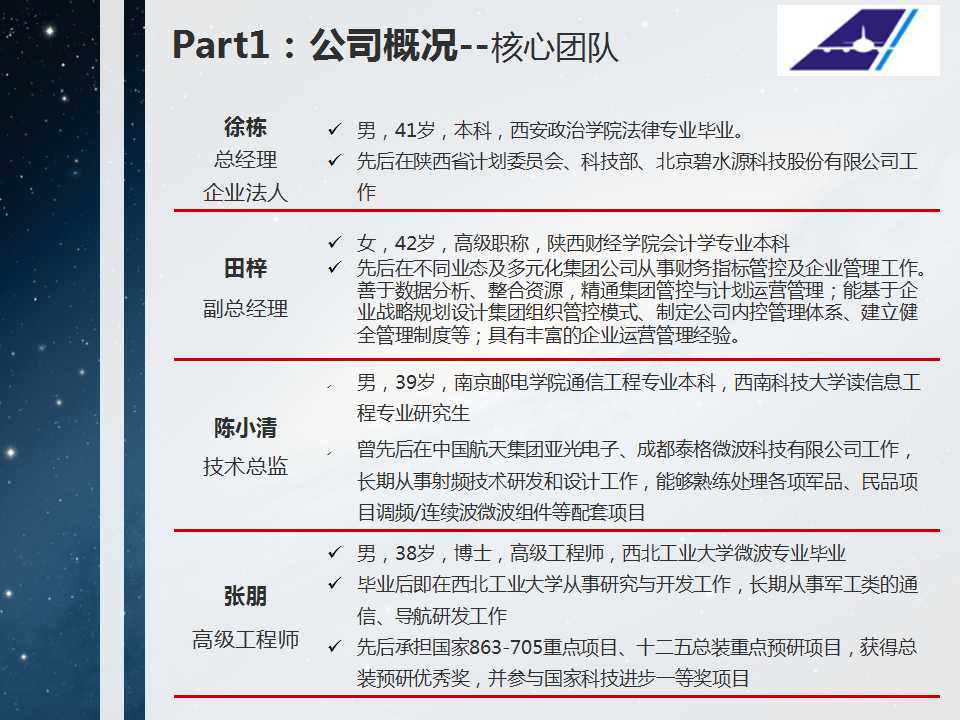 Part1：公司概况--核心团队
徐栋
总经理
企业法人
男，41岁，本科，西安政治学院法律专业毕业。
先后在陕西省计划委员会、科技部、北京碧水源科技股份有限公司工
作
田梓
副总经理
女，42岁，高级职称，陕西财经学院会计学专业本科
先后在不同业态及多元化集团公司从事财务指标管控及企业管理工作。
善于数据分析、整合资源，精通集团管控与计划运营管理；能基于企
业战略规划设计集团组织管控模式、制定公司内控管理体系、建立健
全管理制度等；具有丰富的企业运营管理经验。
陈小清
技术总监
男，39岁，南京邮电学院通信工程专业本科，西南科技大学读信息工
程专业研究生
曾先后在中国航天集团亚光电子、成都泰格微波科技有限公司工作，
长期从事射频技术研发和设计工作，能够熟练处理各项军品、民品项
目调频/连续波微波组件等配套项目
张朋
高级工程师
男，38岁，博士，高级工程师，西北工业大学微波专业毕业
毕业后即在西北工业大学从事研究与开发工作，长期从事军工类的通
信、导航研发工作
先后承担国家863-705重点项目、十二五总装重点预研项目，获得总
装预研优秀奖，并参与国家科技进步一等奖项目